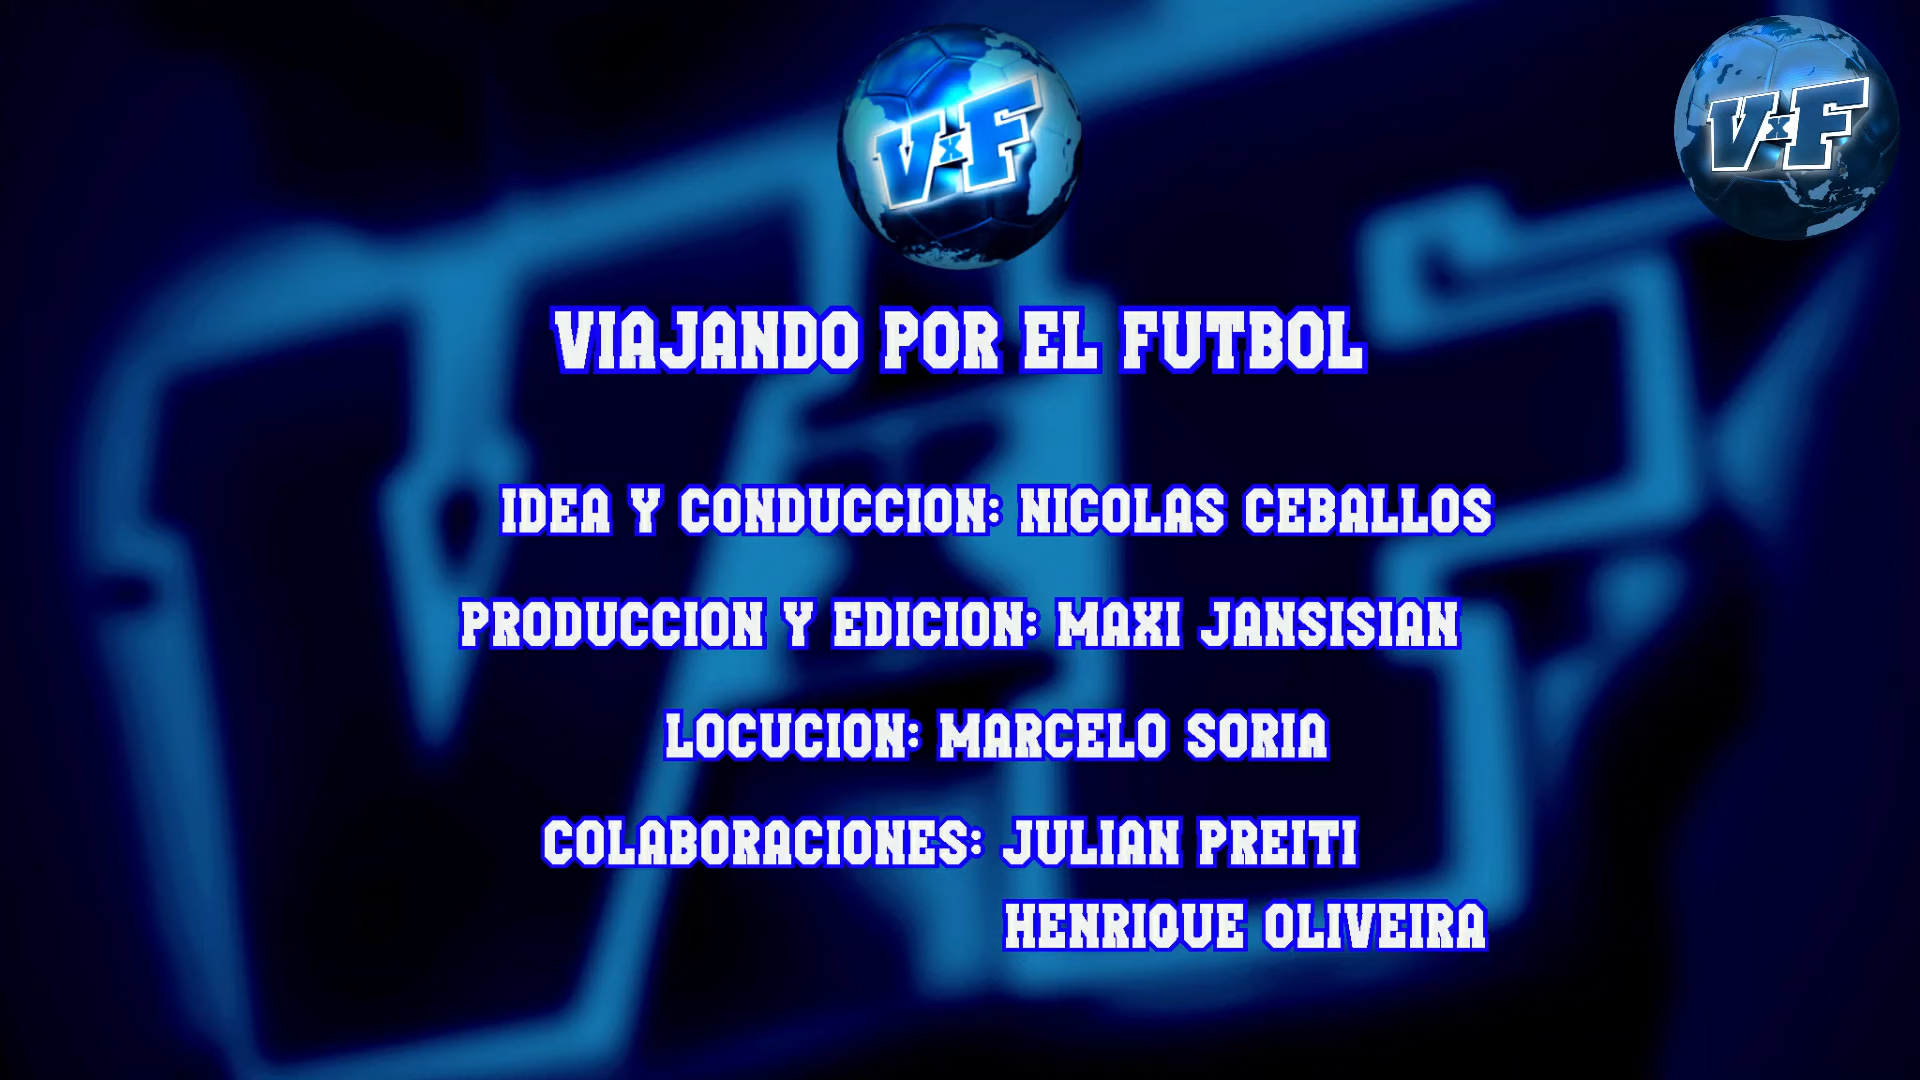 VxF
VxF
VIAJANDO POR EL FUTBOL
IDEA Y CONDUCCION: NICOLAS CEBALLOS
PRODUCCION Y EDICION: MAXI JANSISIAN
LOCUCION: MARCELO SORIA
COLABORACIONES: JULIAN PREITI
HENRIQUE OLIVEIRA